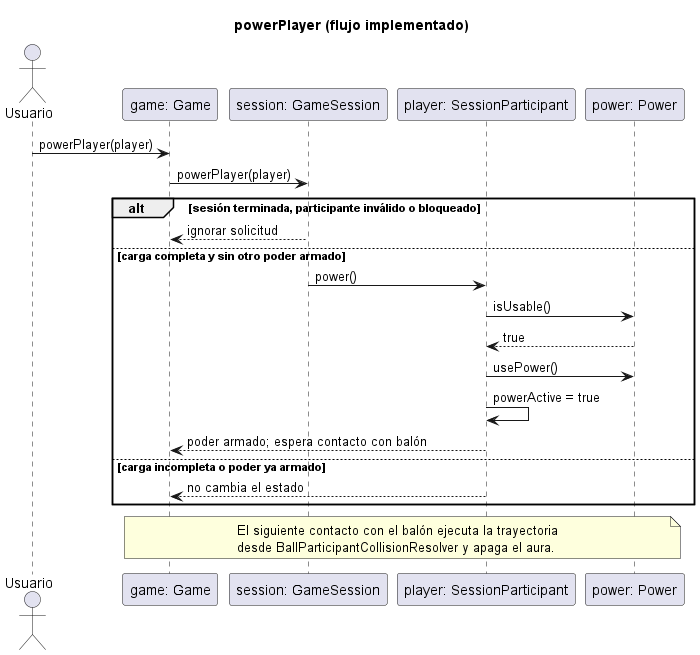 powerPlayer (flujo implementado)
Usuario
game: Game
session: GameSession
player: SessionParticipant
power: Power
powerPlayer(player)
powerPlayer(player)
alt
[sesión terminada, participante inválido o bloqueado]
ignorar solicitud
[carga completa y sin otro poder armado]
power()
isUsable()
true
usePower()
powerActive = true
poder armado; espera contacto con balón
[carga incompleta o poder ya armado]
no cambia el estado
El siguiente contacto con el balón ejecuta la trayectoria
desde BallParticipantCollisionResolver y apaga el aura.
Usuario
game: Game
session: GameSession
player: SessionParticipant
power: Power